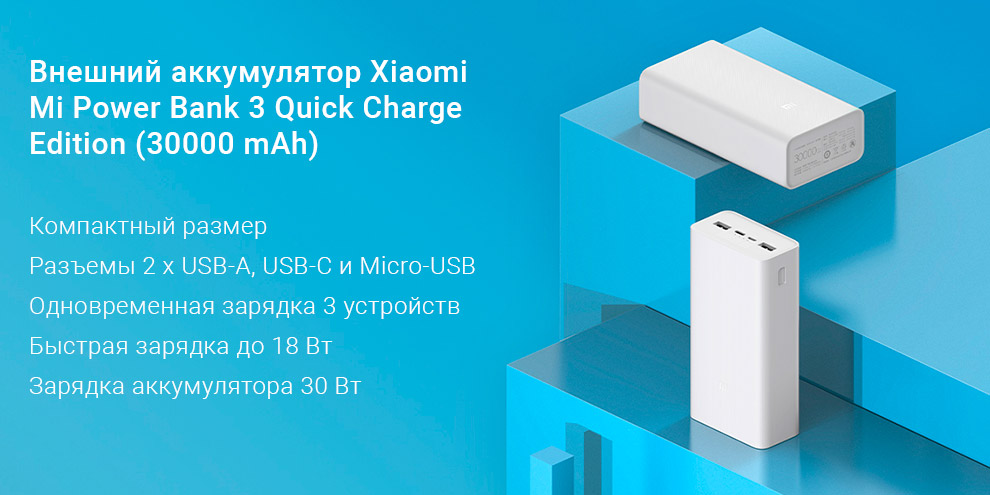 Внешний аккумулятор Xiaomi
Mi Power Bank 3 Quick Charge
Edition (30000 mAh)
Компактный размер
Разъемы 2 x USB-A, USB-C и Micro-USB
Одновременная зарядка 3 устройств
Быстрая зарядка до 18 Вт
Зарядка аккумулятора 30 Вт
30000